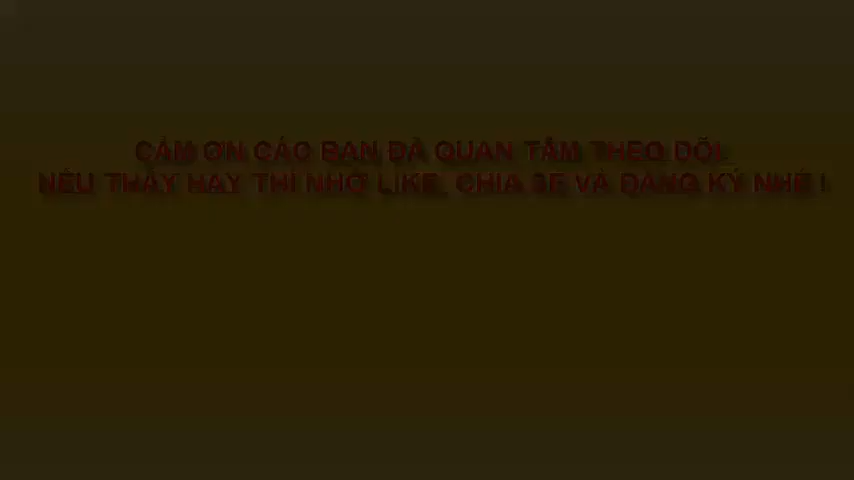 CẢM ƠN CÁC BẠN ĐÃ QUAN TÂM THEO DÕI
NẾU THẤY HAY THÌ NHỚ LIKE, CHIA SẺ VÀ ĐĂNG KÝ NHÉ !